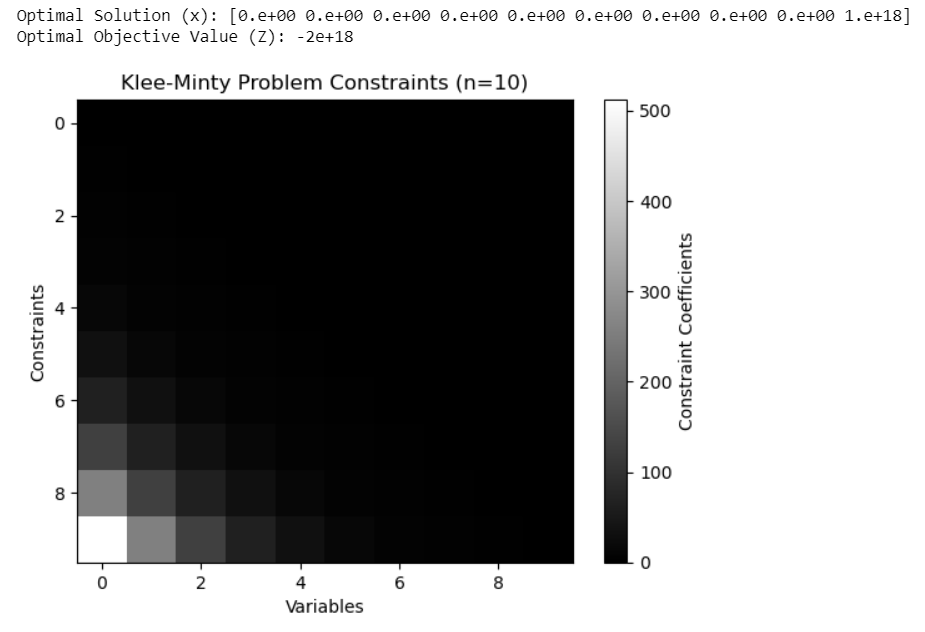 Optimal Solution (x): [0.e+00 0.e+00 0.e+00 0.e+00 0.e+00 0.e+00 0.e+00 0.e+00 0.e+00 1.e+18]
Optimal Objective Value (Z): -2e+18
Klee-Minty Problem Constraints (n=10)
0
2
4
6
8
Constraints
0
2
4
6
8
Variables
500
400
300
200
100
0
Constraint Coefficients